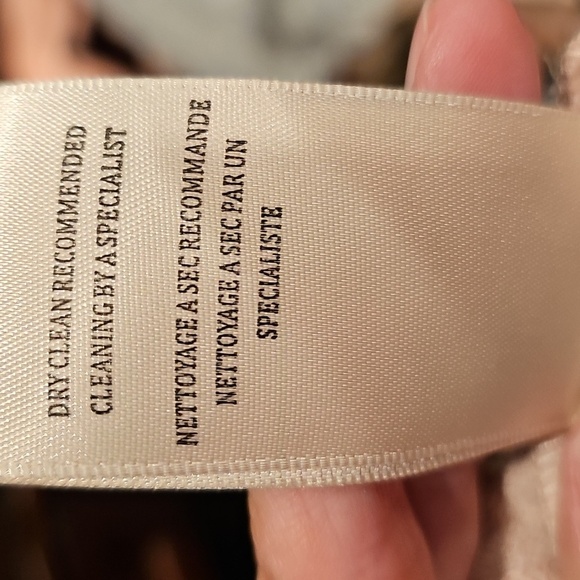 DRY CLEAN RECOMMENDED
CLEANING BY A SPECIALIST
NETTOYAGE A SEC RECOMMANDE
NETTOYAGE A SEC PAR UN
SPECIALISTE